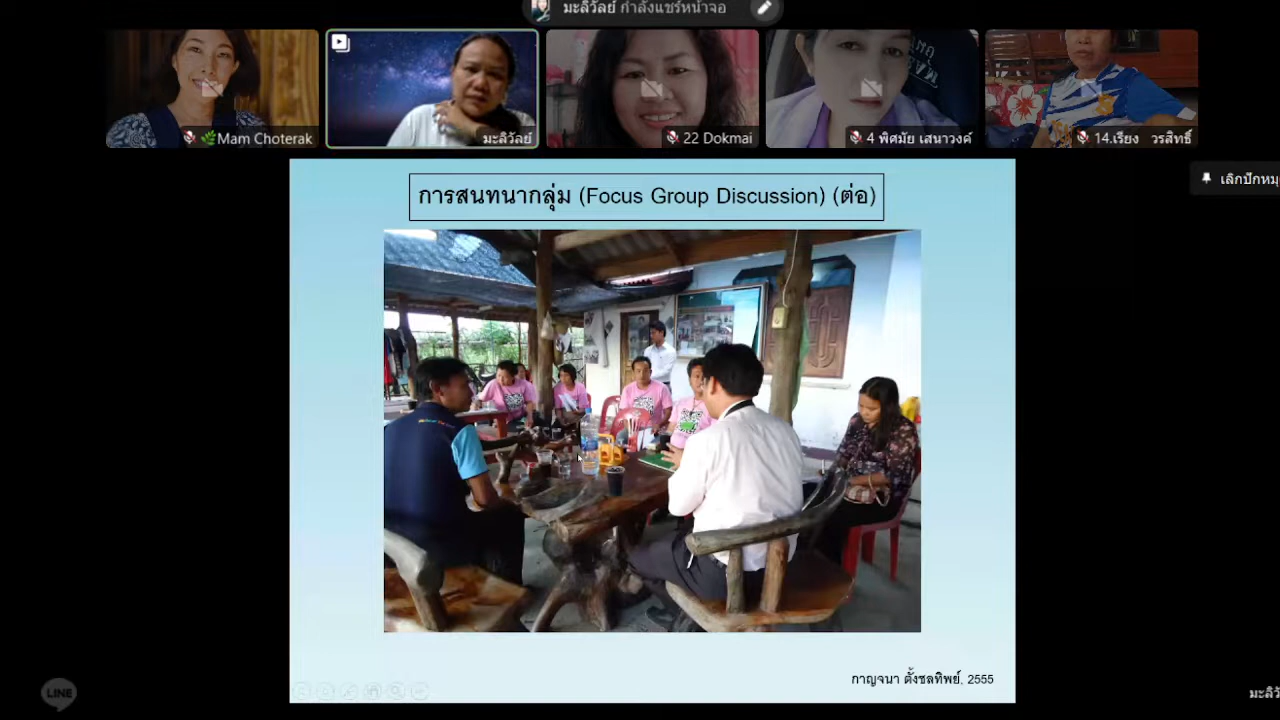 มะลิวัลย์ กำลังแชร์หน้าจอ
Mam Choterak
มะลิวัลย์
22 Dokmai
4 พิศมัย เสนาวงค์
14.เรียง วรสิทธิ์
เลิกปักหมุ
การสนทนากลุ่ม (Focus Group Discussion) (ต่อ)
กาญจนา ตั้งชลทิพย์, 2555
LINE
มะลิวั